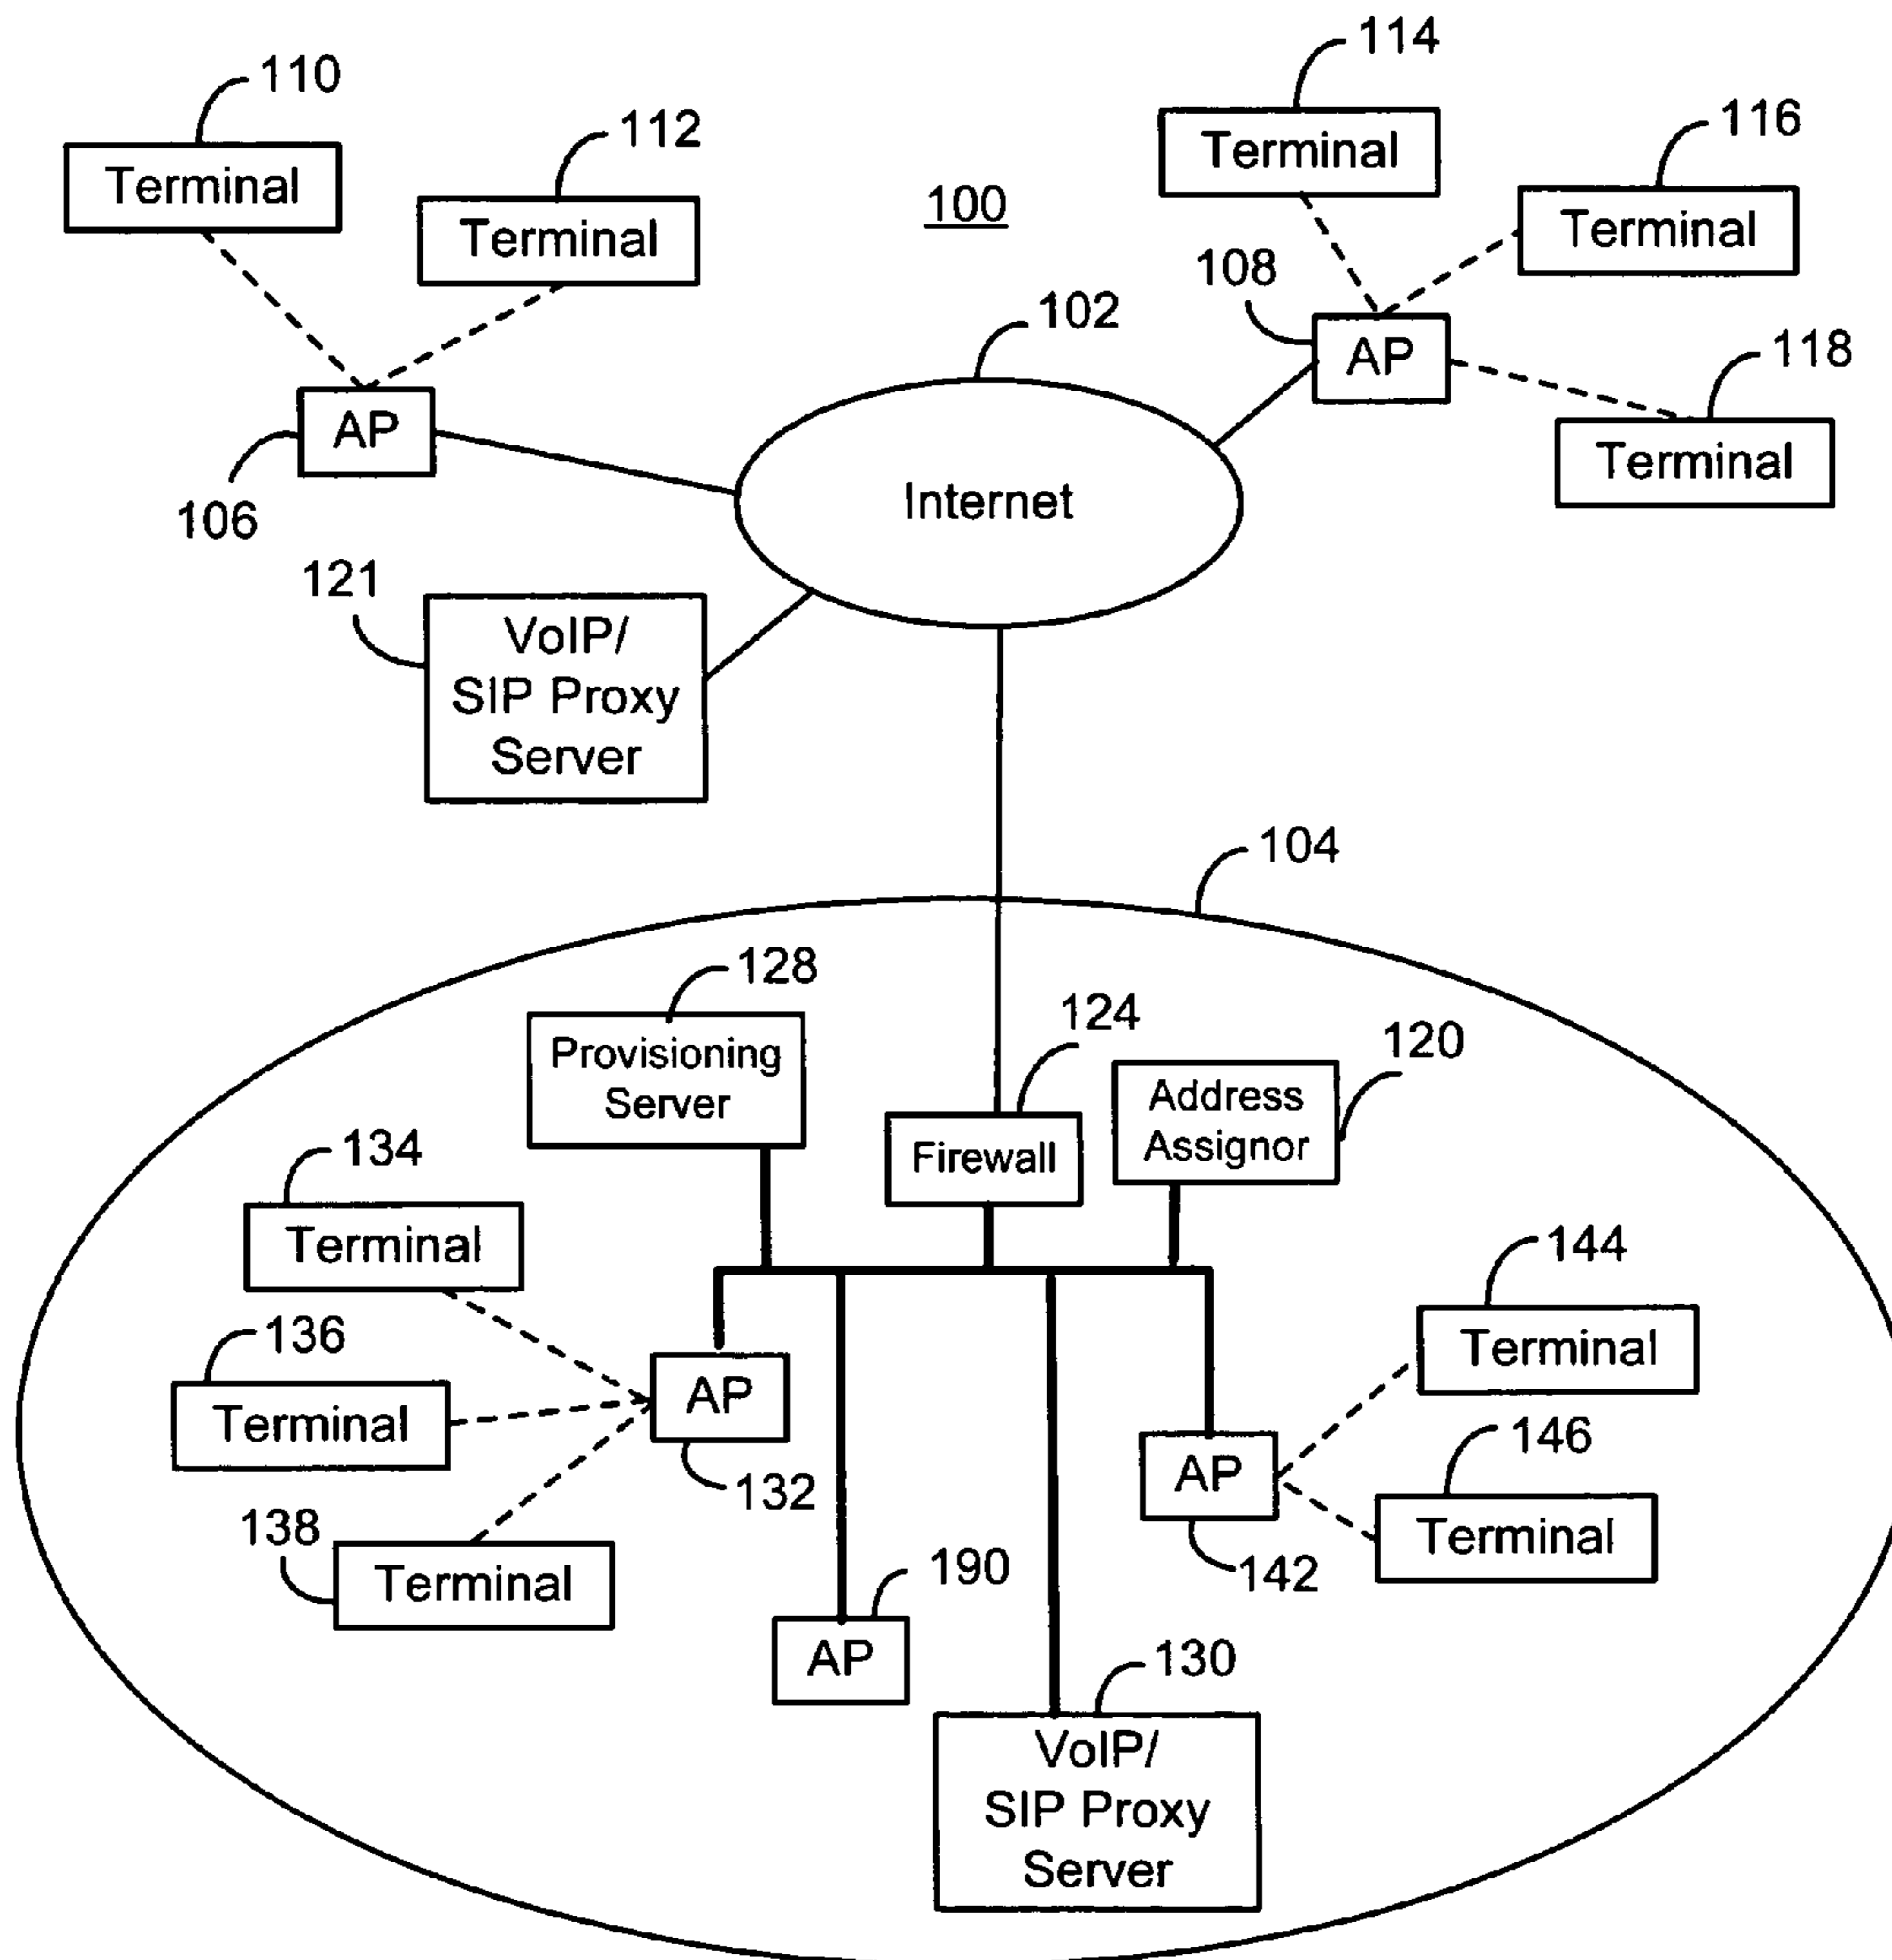 114
110
116
112
Terminal
Terminal
100
Terminal
Terminal
108
102
118
AP
AP
Terminal
Internet
106
121
VoIP/
SIP Proxy
Server
104
128
124
120
Provisioning
Server
Address
Assignor
Firewall
134
Terminal
144
136
Terminal
AP
Terminal
146
132
AP
Terminal
138
142
Terminal
190
AP
130
VoIP/
SIP Proxy
Server